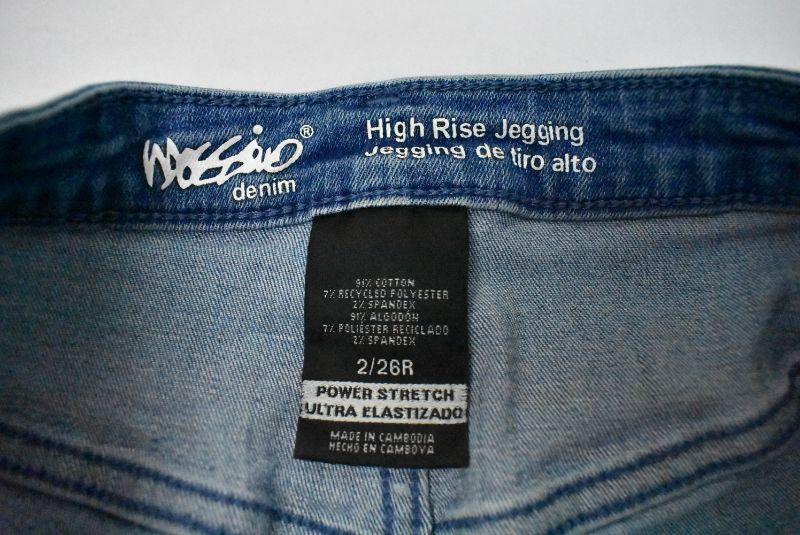 Mossimo®
denim
High Rise Jegging
Jegging de tiro alto
91% COTTON
7% RECYCLED POLYESTER
2% SPANDEX
91% ALGODÓN
7% POLIÉSTER RECICLADO
2% SPANDEX
2/26R
POWER STRETCH
ULTRA ELASTIZADO
MADE IN CAMBODIA
HECHO EN CAMBOYA